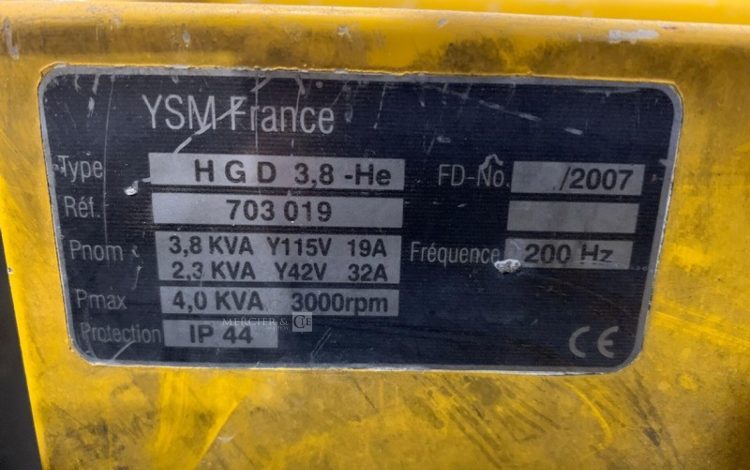 YSM France
Type H G D 3,8 -He FD-No. /2007
Réf. 703 019
Pnom 3,8 KVA Y115V 19A Fréquence 200 Hz
2,3 KVA Y42V 32A
Pmax 4,0 KVA 3000rpm
MERCIER & CIE
Protection IP 44 CE